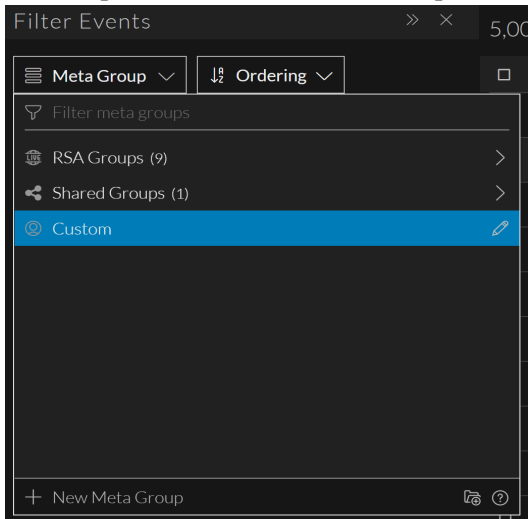 Filter Events
5,00
Meta Group
Ordering
Filter meta groups
LIVE
RSA Groups (9)
Shared Groups (1)
Custom
New Meta Group